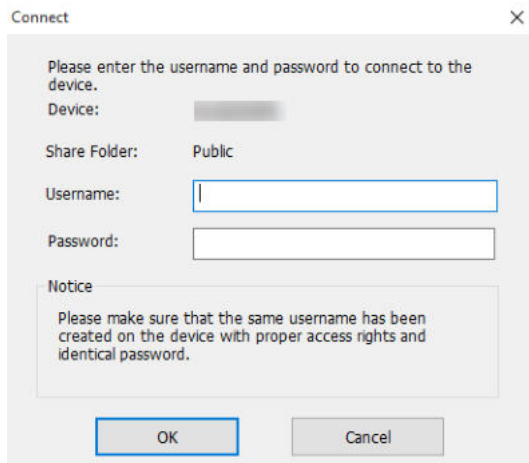 Connect
Please enter the username and password to connect to the
device.
Device:
Share Folder: Public
Username:
Password:
Notice
Please make sure that the same username has been
created on the device with proper access rights and
identical password.
OK Cancel